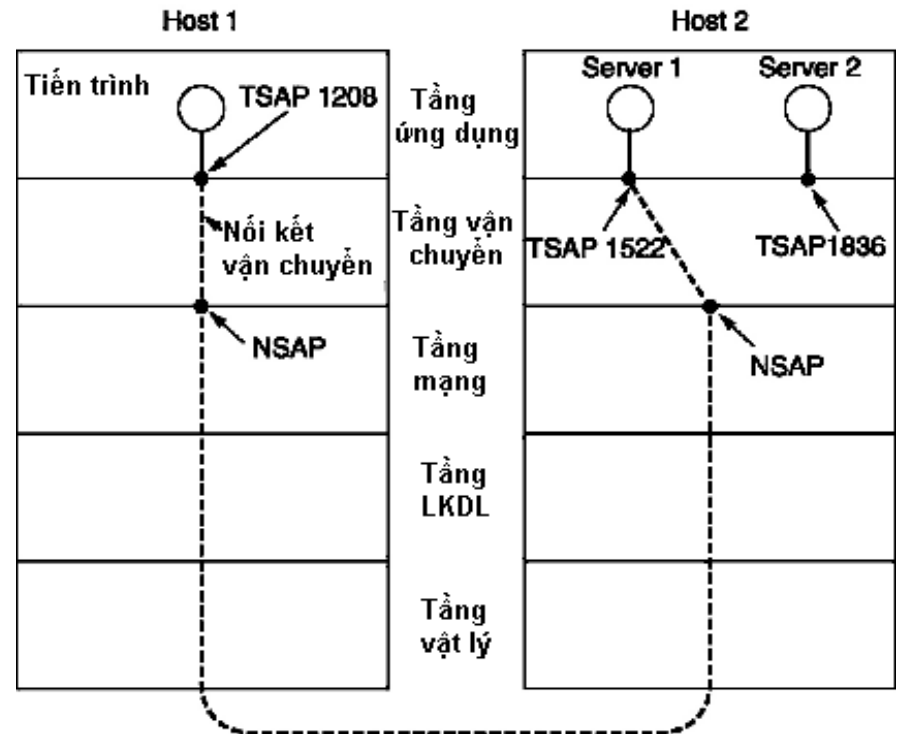 Host 1
Host 2
Tiến trình
TSAP 1208
Tầng
ứng dụng
Server 1
Server 2
Nối kết
vận chuyển
Tầng vận
chuyển
TSAP 1522
TSAP1836
NSAP
Tầng
mạng
NSAP
Tầng
LKDL
Tầng
vật lý